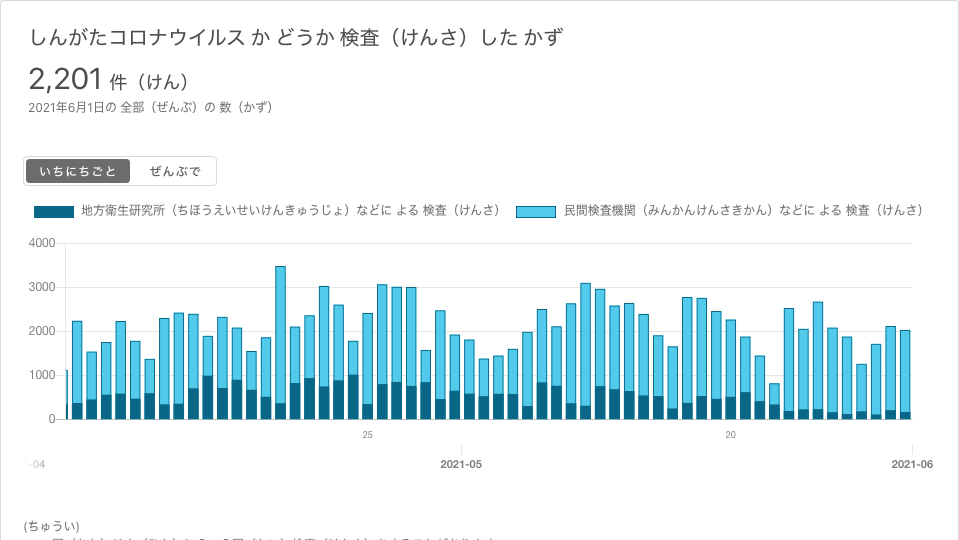 しんがたコロナウイルス か どうか 検査（けんさ）した かず
2,201 件（けん）
2021年6月1日の 全部（ぜんぶ）の 数（かず）
いちにちごと ぜんぶで
地方衛生研究所（ちほうえいせいけんきゅうじょ）などに よる 検査（けんさ） 民間検査機関（みんかんけんさきかん）などに よる 検査（けんさ）
4000
3000
2000
1000
0
25 20
-04 2021-05 2021-06
(ちゅうい)